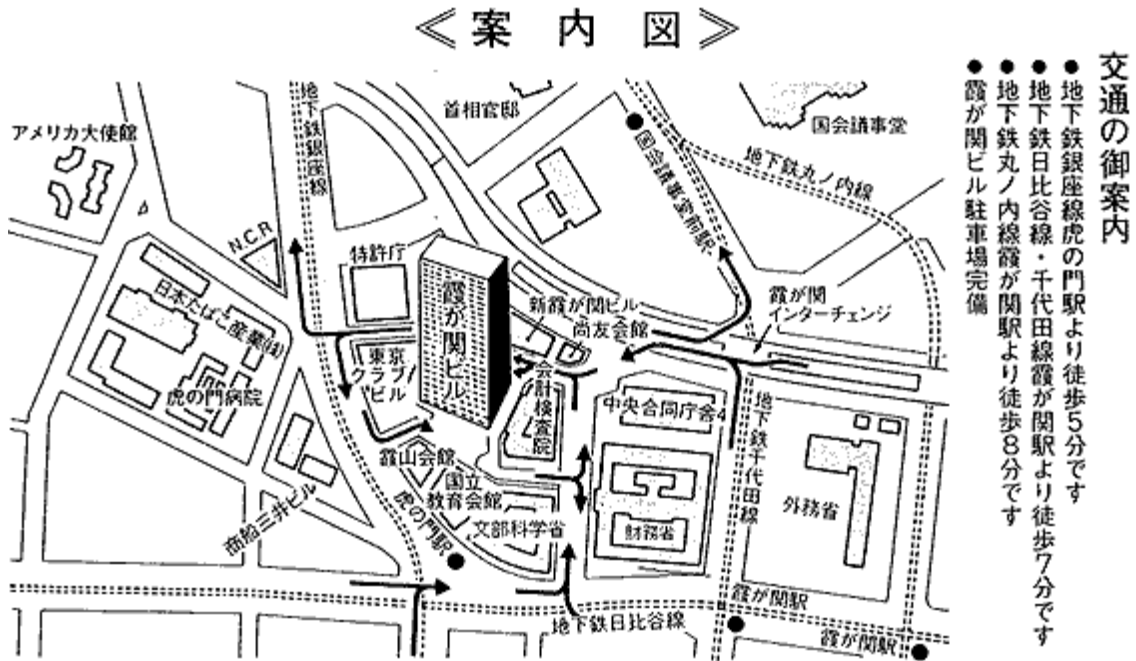 ≪案内図≫
交通の御案内
●地下鉄銀座線虎の門駅より徒歩5分です
●地下鉄日比谷線・千代田線霞が関駅より徒歩7分です
●地下鉄丸ノ内線霞が関駅より徒歩8分です
●霞が関ビル駐車場完備
地下鉄銀座線
首相官邸
国会議事堂
アメリカ大使館
国会議事堂前駅
地下鉄丸ノ内線
N.C.R
特許庁
霞が関ビル
新霞が関ビル
尚友会館
霞が関
インターチェンジ
日本たばこ産業㈱
東京
クラブ
ビル
会計検査院
虎の門病院
中央合同庁舎4
地下鉄千代田線
霞山会館
国立
教育会館
虎の門駅
文部科学省
財務省
外務省
商船三井ビル
地下鉄日比谷線
霞が関駅
霞が関駅